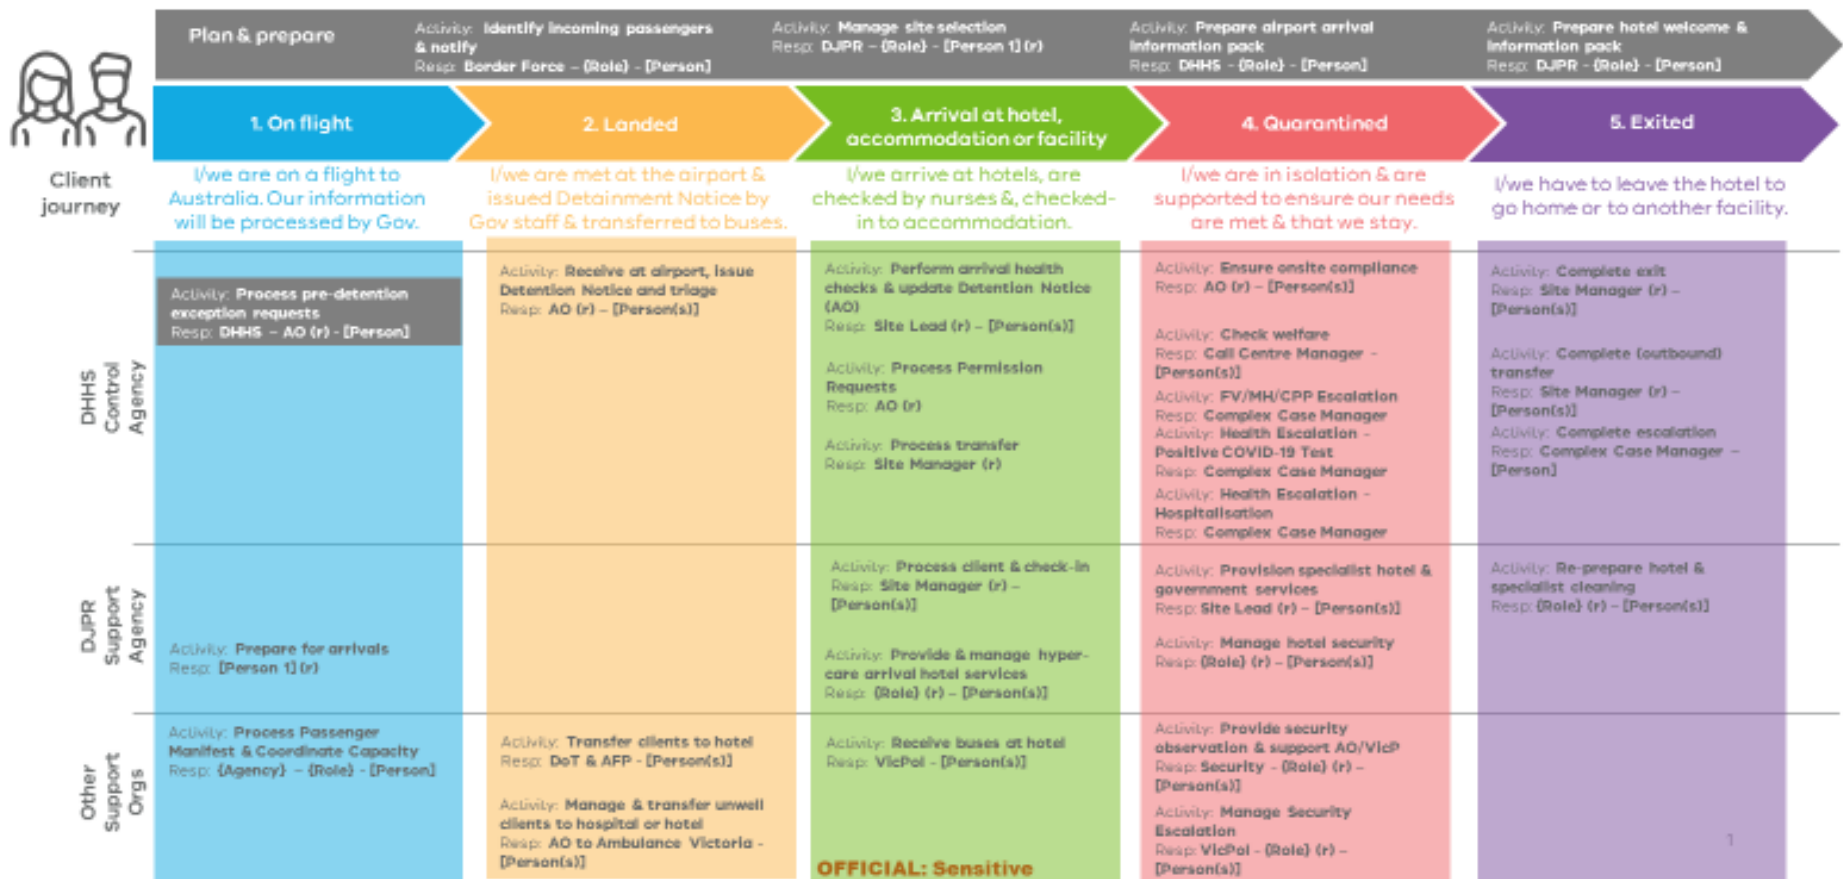 Plan & prepare
Activity: Identify incoming passengers
& notify
Resp: Border Force – {Role} - [Person]
Activity: Manage site selection
Resp: DJPR – {Role} - [Person 1] (r)
Activity: Prepare airport arrival
information pack
Resp: DHHS - {Role} - [Person]
Activity: Prepare hotel welcome &
information pack
Resp: DJPR - {Role} - [Person]
Client
journey
1. On flight
2. Landed
3. Arrival at hotel,
accommodation or facility
4. Quarantined
5. Exited
I/we are on a flight to
Australia. Our information
will be processed by Gov.
I/we are met at the airport &
issued Detainment Notice by
Gov staff & transferred to buses.
I/we arrive at hotels, are
checked by nurses &, checked-
in to accommodation.
I/we are in isolation & are
supported to ensure our needs
are met & that we stay.
I/we have to leave the hotel to
go home or to another facility.
DHHS
Control
Agency
Activity: Process pre-detention
exception requests
Resp: DHHS – AO (r) - [Person]
Activity: Receive at airport, issue
Detention Notice and triage
Resp: AO (r) – [Person(s)]
Activity: Perform arrival health
checks & update Detention Notice
(AO)
Resp: Site Lead (r) – [Person(s)]
Activity: Process Permission
Requests
Resp: AO (r)
Activity: Process transfer
Resp: Site Manager (r)
Activity: Ensure onsite compliance
Resp: AO (r) – [Person(s)]
Activity: Check welfare
Resp: Call Centre Manager -
[Person(s)]
Activity: FV/MH/CPP Escalation
Resp: Complex Case Manager
Activity: Health Escalation -
Positive COVID-19 Test
Resp: Complex Case Manager
Activity: Health Escalation -
Hospitalisation
Resp: Complex Case Manager
Activity: Complete exit
Resp: Site Manager (r) –
[Person(s)]
Activity: Complete (outbound)
transfer
Resp: Site Manager (r) –
[Person(s)]
Activity: Complete escalation
Resp: Complex Case Manager –
[Person]
DJPR
Support
Agency
Activity: Prepare for arrivals
Resp: [Person 1] (r)
Activity: Process client & check-in
Resp: Site Manager (r) –
[Person(s)]
Activity: Provide & manage hyper-
care arrival hotel services
Resp: {Role} (r) – [Person(s)]
Activity: Provision specialist hotel &
government services
Resp: Site Lead (r) – [Person(s)]
Activity: Manage hotel security
Resp: {Role} (r) – [Person(s)]
Activity: Re-prepare hotel &
specialist cleaning
Resp: {Role} (r) – [Person(s)]
Other
Support
Orgs
Activity: Process Passenger
Manifest & Coordinate Capacity
Resp: {Agency} – {Role} - [Person]
Activity: Transfer clients to hotel
Resp: DoT & AFP - [Person(s)]
Activity: Manage & transfer unwell
clients to hospital or hotel
Resp: AO to Ambulance Victoria -
[Person(s)]
Activity: Receive buses at hotel
Resp: VicPol - [Person(s)]
Activity: Provide security
observation & support AO/VicP
Resp: Security - {Role} (r) –
[Person(s)]
Activity: Manage Security
Escalation
Resp: VicPol - {Role} (r) –
[Person(s)]
OFFICIAL: Sensitive
1